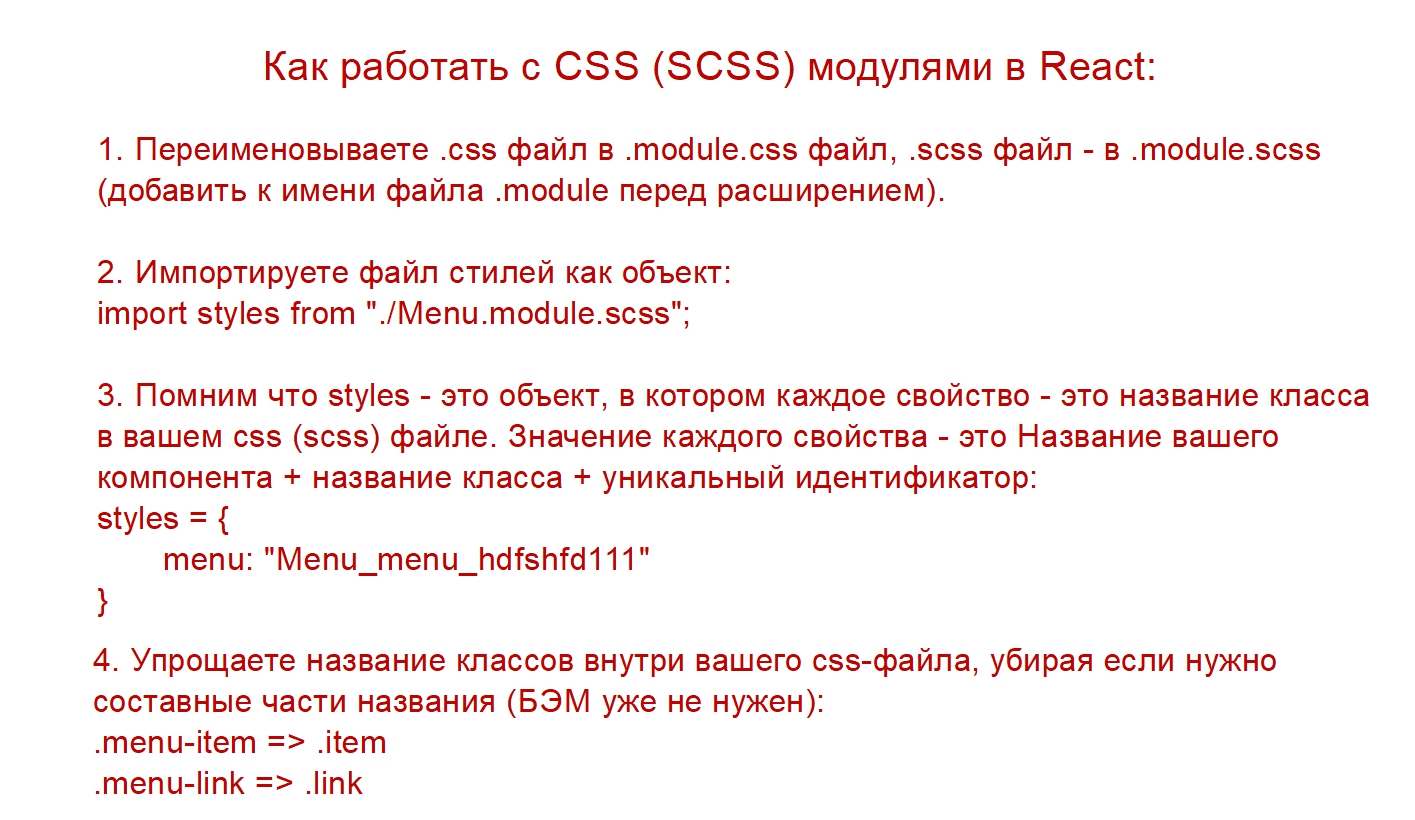 Как работать с CSS (SCSS) модулями в React:
1. Переименовываете .css файл в .module.css файл, .scss файл - в .module.scss
(добавить к имени файла .module перед расширением).
2. Импортируете файл стилей как объект:
import styles from "./Menu.module.scss";
3. Помним что styles - это объект, в котором каждое свойство - это название класса
в вашем css (scss) файле. Значение каждого свойства - это Название вашего
компонента + название класса + уникальный идентификатор:
styles = {
menu: "Menu_menu_hdfshfd111"
}
4. Упрощаете название классов внутри вашего css-файла, убирая если нужно
составные части названия (БЭМ уже не нужен):
.menu-item => .item
.menu-link => .link